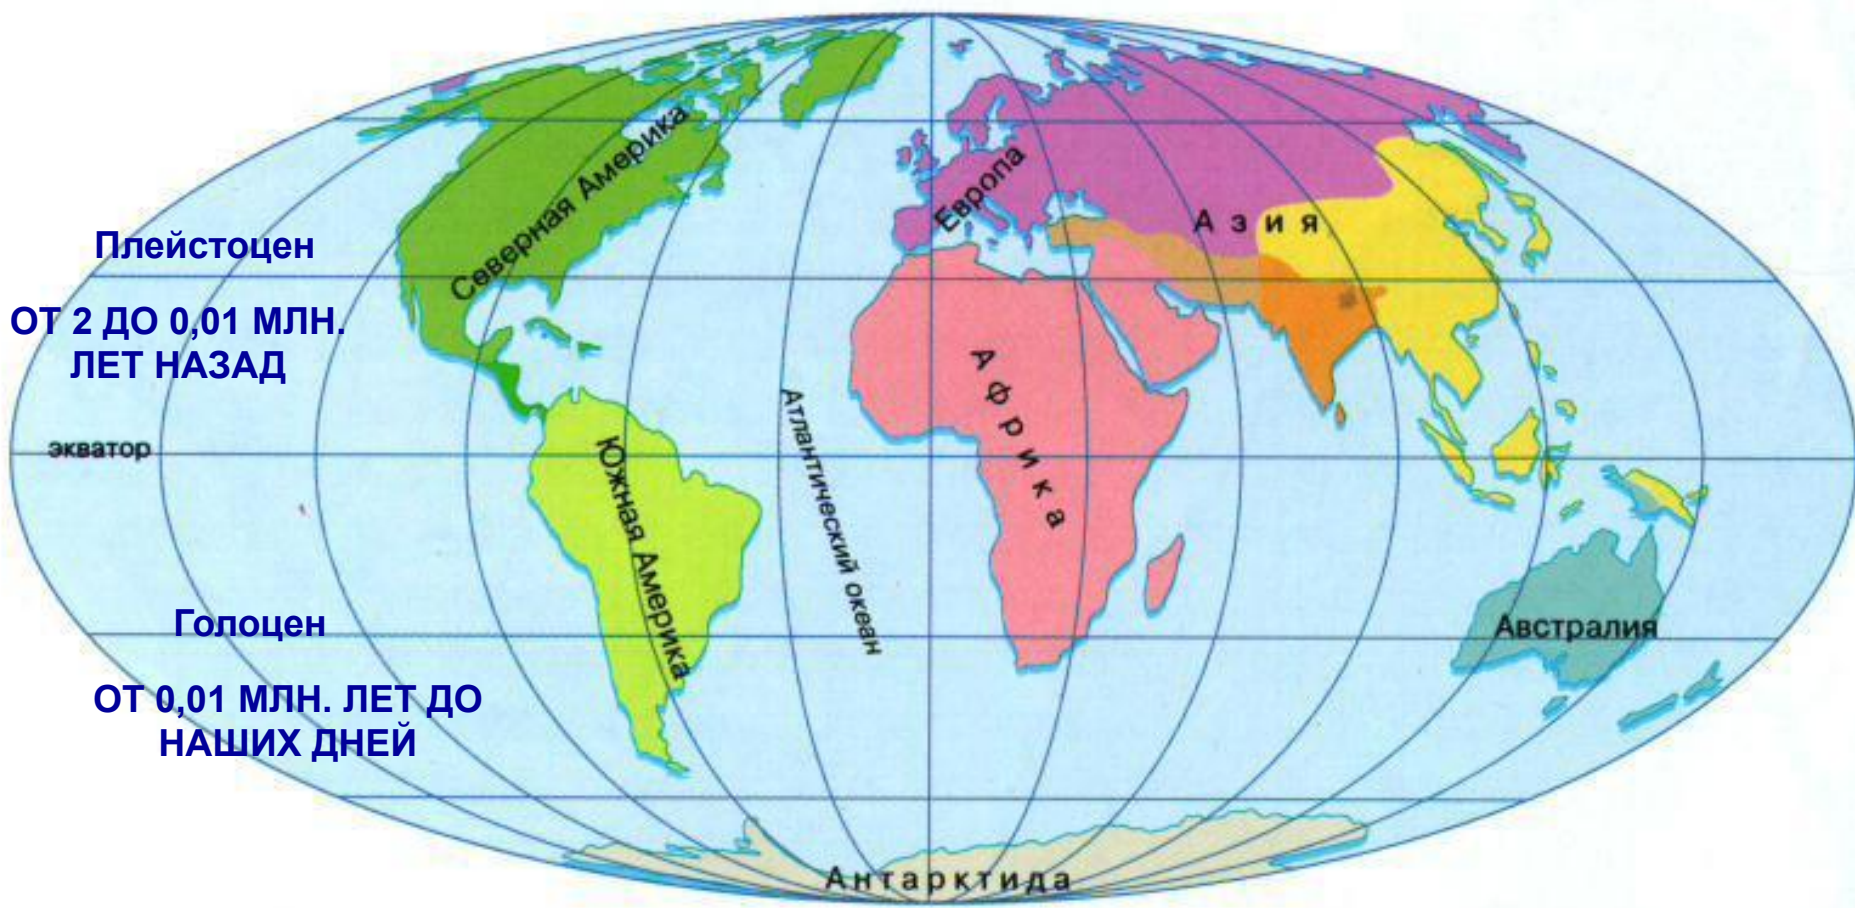 Северная Америка
Европа
Азия
Плейстоцен
ОТ 2 ДО 0,01 МЛН.
ЛЕТ НАЗАД
Африка
Атлантический океан
экватор
Южная Америка
Голоцен
Австралия
ОТ 0,01 МЛН. ЛЕТ ДО
НАШИХ ДНЕЙ
Антарктида